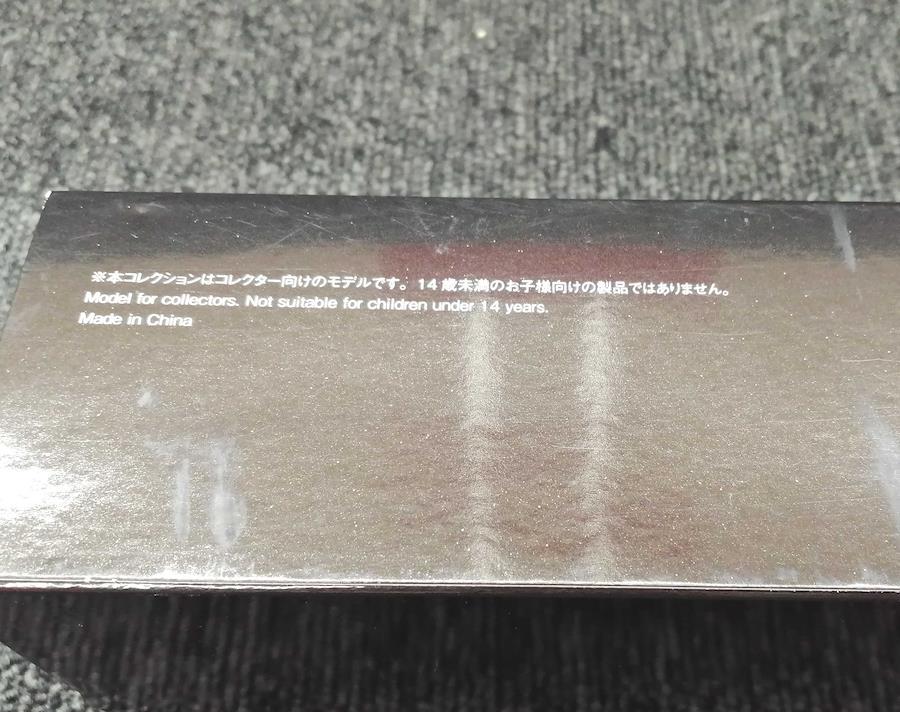 ※本コレクションはコレクター向けのモデルです。14歳未満のお子様向けの製品ではありません。
Model for collectors. Not suitable for children under 14 years.
Made in China